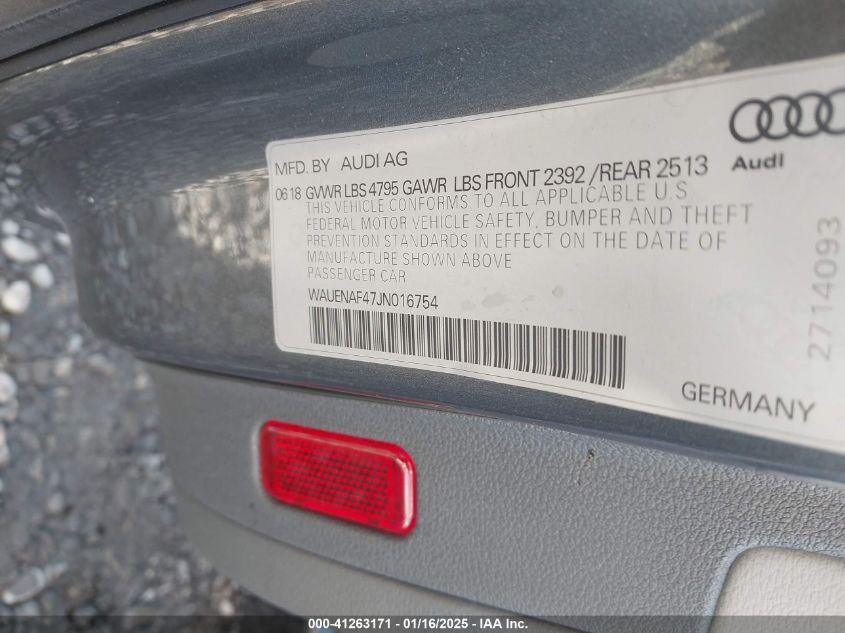 MFD. BY AUDI AG
Audi
0618 GVWR LBS 4795 GAWR LBS FRONT 2392 /REAR 2513
THIS VEHICLE CONFORMS TO ALL APPLICABLE U S
FEDERAL MOTOR VEHICLE SAFETY, BUMPER AND THEFT
PREVENTION STANDARDS IN EFFECT ON THE DATE OF
MANUFACTURE SHOWN ABOVE
PASSENGER CAR
WAUENAF47JN016754
2714093
GERMANY
000-41263171 / 01/16/2025 - IAA Inc.